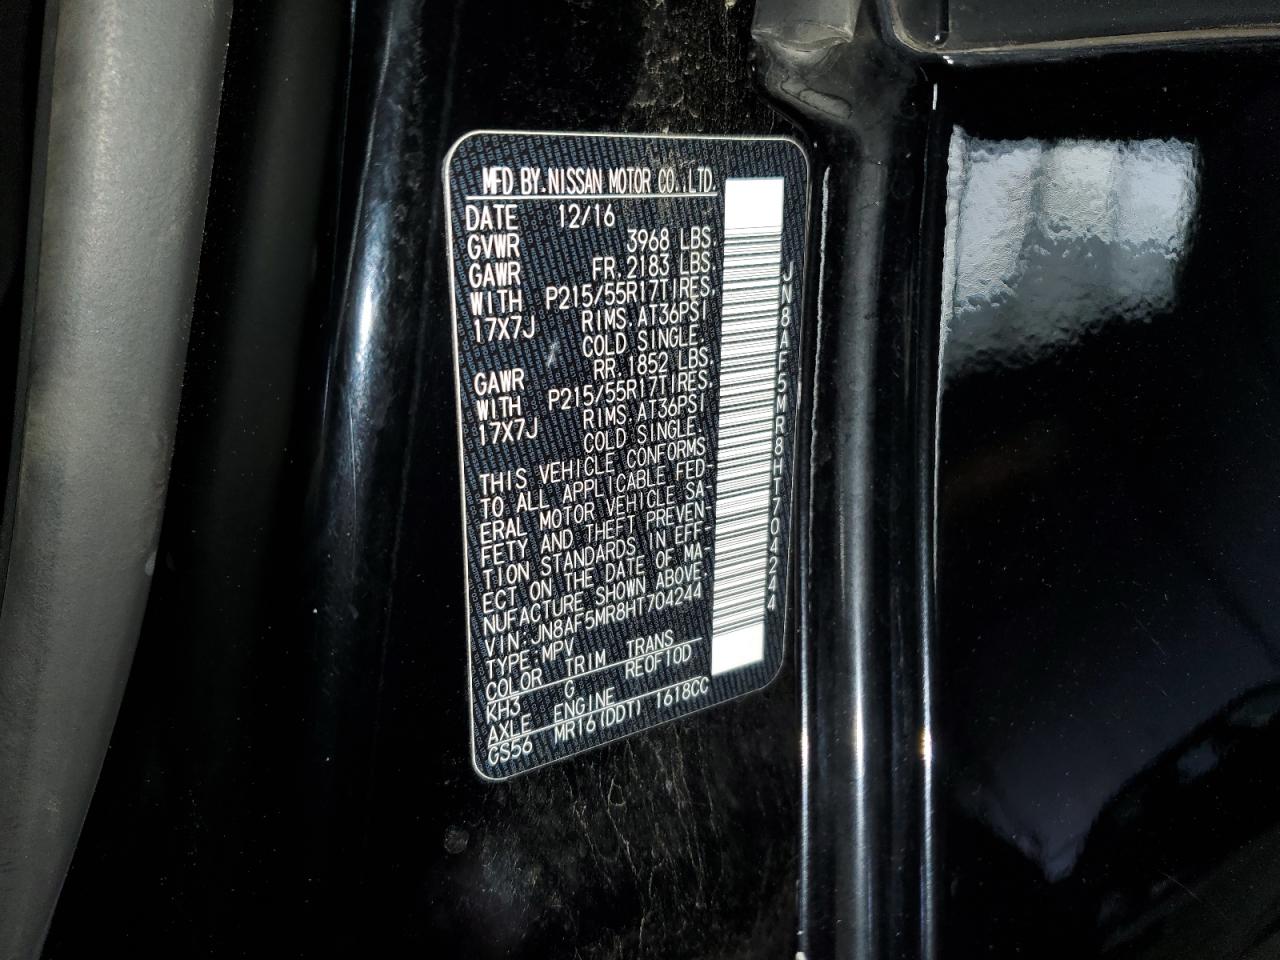 MFD BY.NISSAN MOTOR CO.,LTD.
DATE 12/16
GVWR 3968 LBS.
GAWR FR.2183 LBS.
WITH P215/55R17TIRES.
17X7J RIMS.AT36PSI
COLD SINGLE.
GAWR RR.1852 LBS.
WITH P215/55R17TIRES.
17X7J RIMS.AT36PSI
COLD SINGLE.
THIS VEHICLE CONFORMS
TO ALL APPLICABLE FED-
ERAL MOTOR VEHICLE SA-
FETY AND THEFT PREVEN-
TION STANDARDS IN EFF-
ECT ON THE DATE OF MA-
NUFACTURE SHOWN ABOVE.
VIN:JN8AF5MR8HT704244
TYPE:MPV
COLOR TRIM TRANS
KH3 G RE0F10D
AXLE ENGINE
GS56 MR16(DDT) 1618CC
JN8AF5MR8HT704244